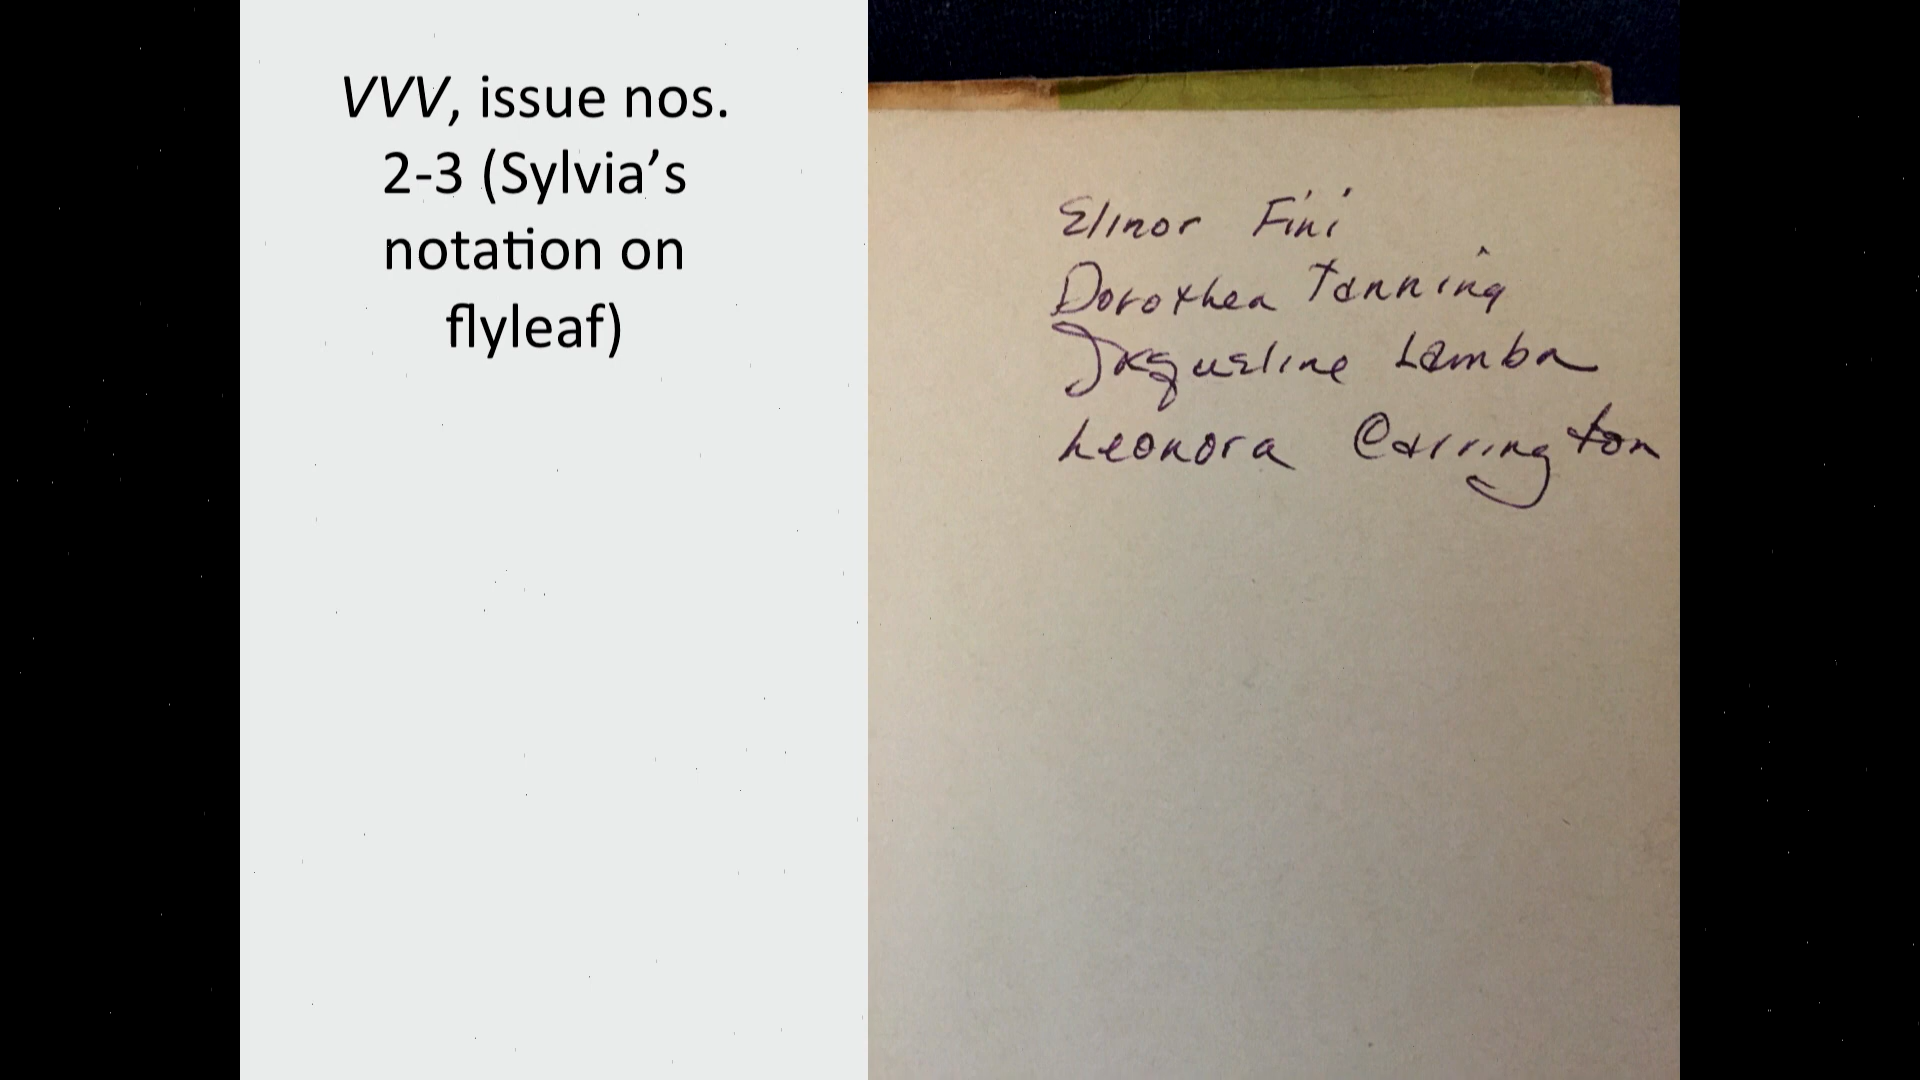 VVV, issue nos.
2-3 (Sylvia’s
notation on
flyleaf)
Elinor Fini
Dorothea Tanning
Jaqueline Lamba
Leonora Carrington